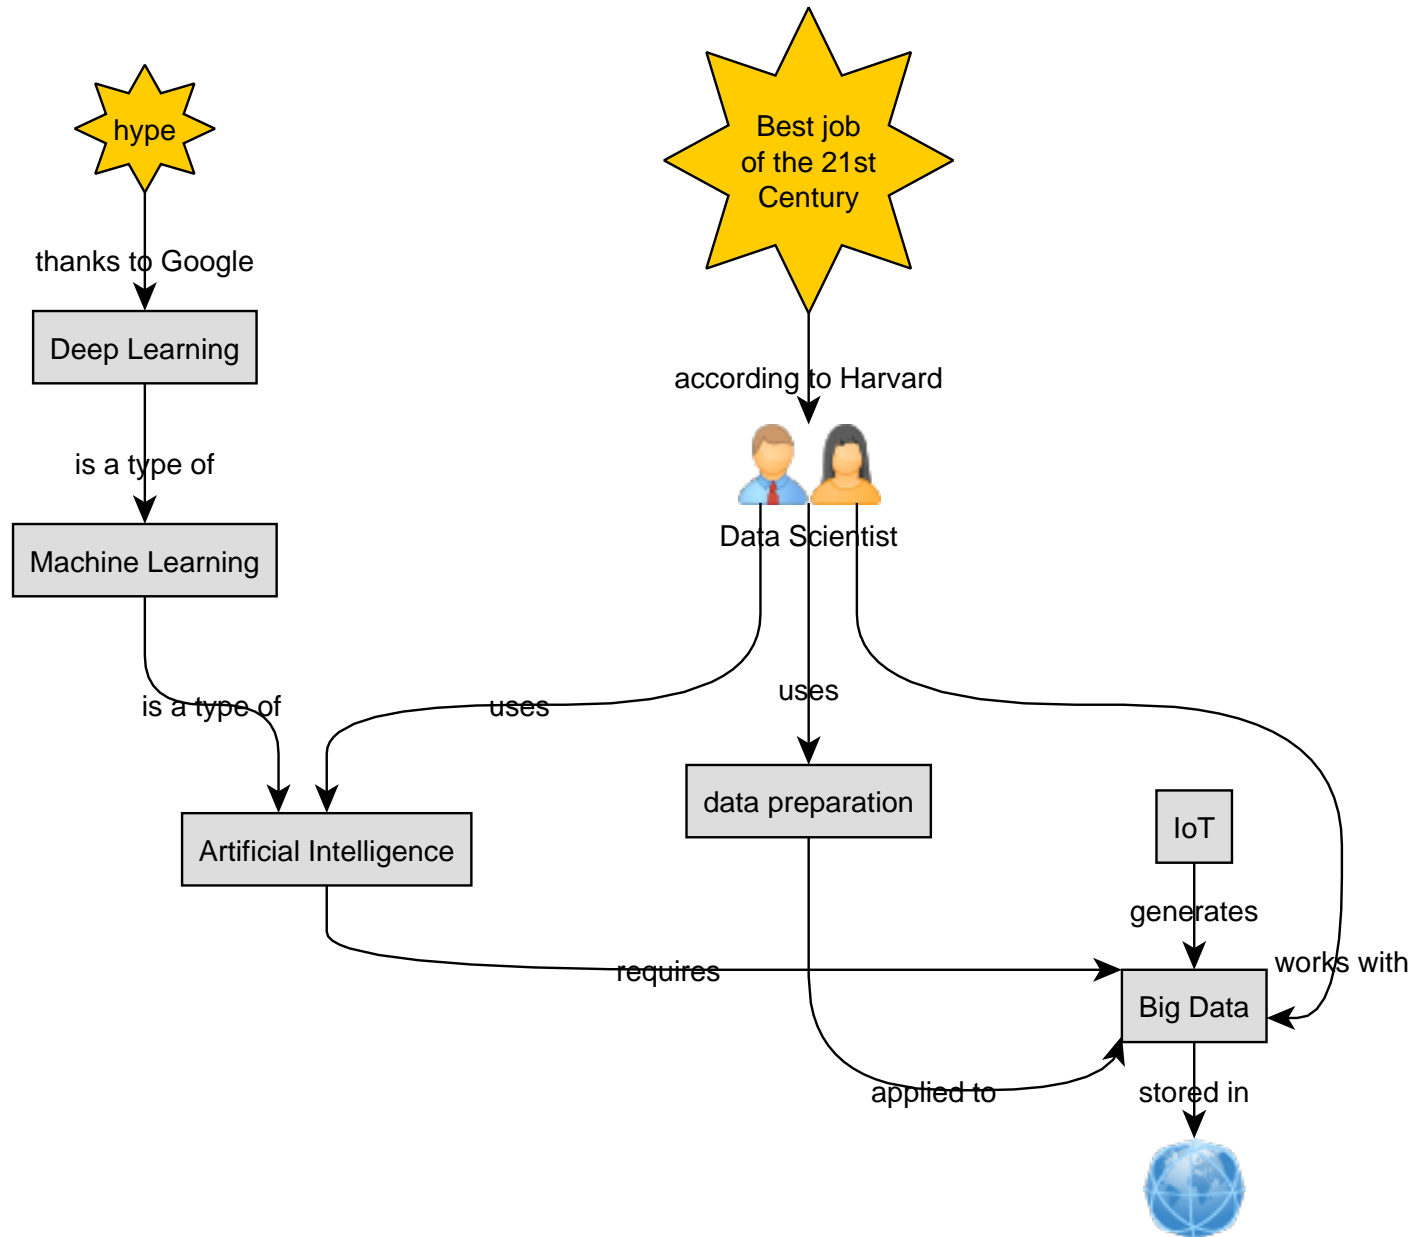 hype
Best job
of the 21st
Century
thanks to Google
Deep Learning
according to Harvard
is a type of
Data Scientist
Machine Learning
is a type of
uses
uses
data preparation
IoT
Artificial Intelligence
generates
requires
works with
Big Data
applied to
stored in